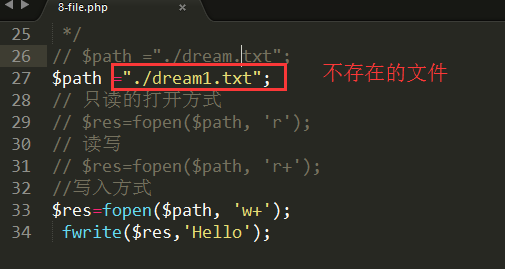 8-file.php ×
25 */
26 // $path ="./dream.txt";
27 $path ="./dream1.txt"; 不存在的文件
28 // 只读的打开方式
29 // $res=fopen($path, 'r');
30 // 读写
31 // $res=fopen($path, 'r+');
32 //写入方式
33 $res=fopen($path, 'w+');
34 fwrite($res,'Hello');